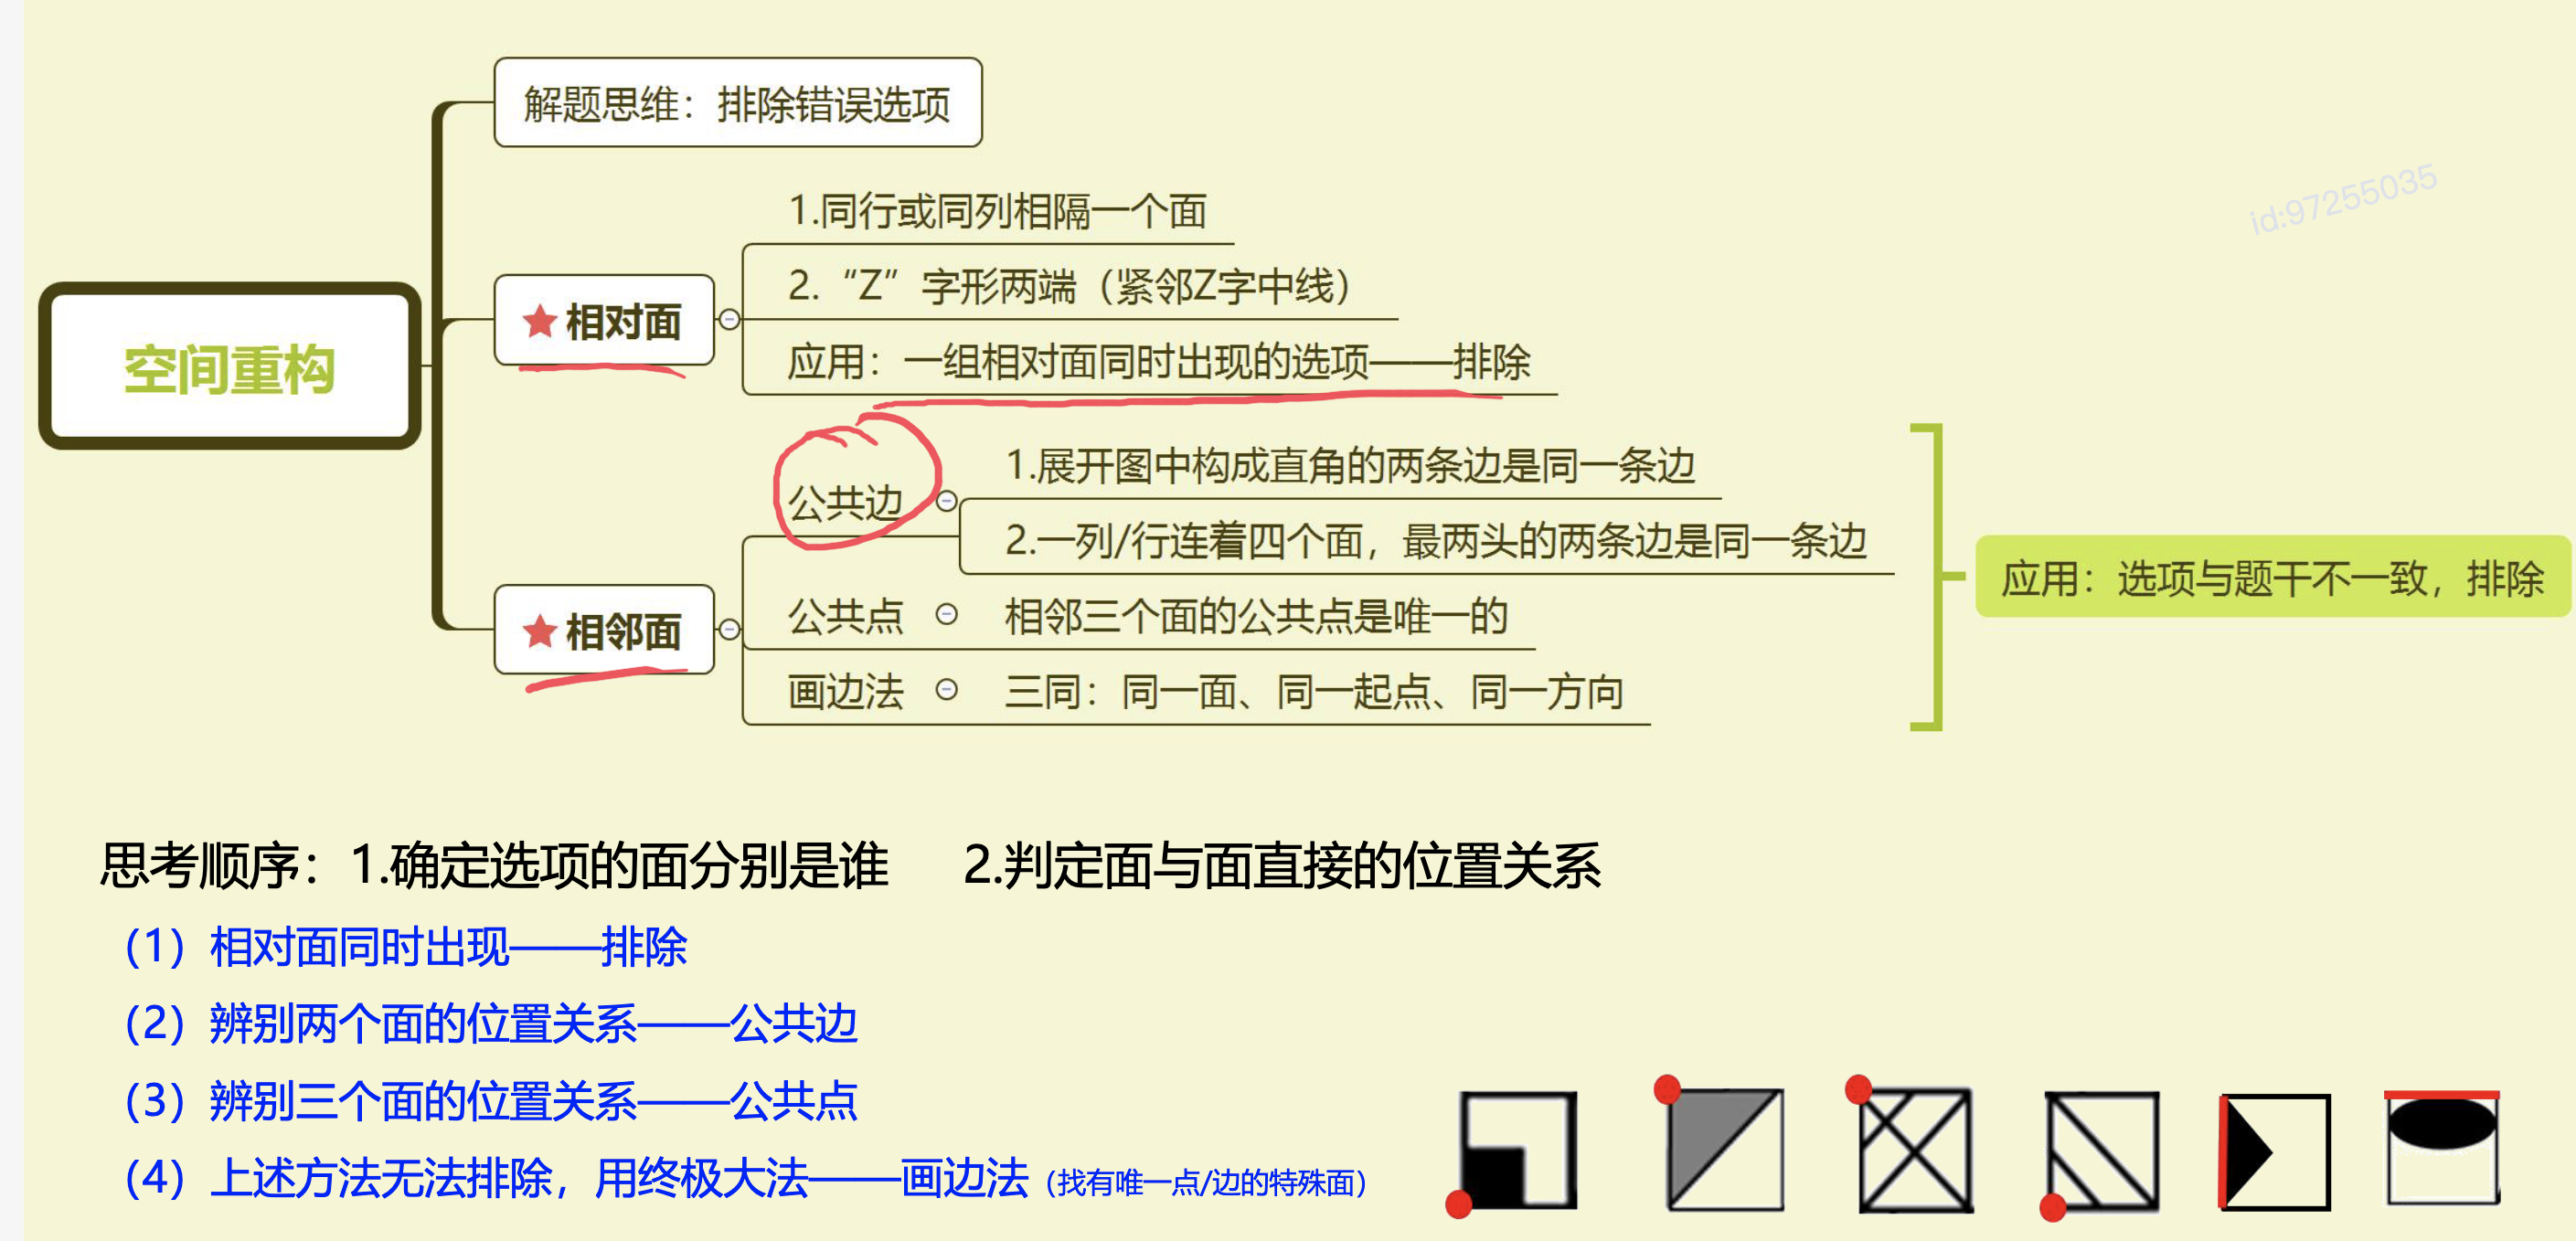 解题思维：排除错误选项
id:97255035
1.同行或同列相隔一个面
2.“Z”字形两端（紧邻Z字中线）
相对面
空间重构
应用：一组相对面同时出现的选项——排除
1.展开图中构成直角的两条边是同一条边
公共边
2.一列/行连着四个面，最两头的两条边是同一条边
应用：选项与题干不一致，排除
公共点
相邻三个面的公共点是唯一的
相邻面
画边法
三同：同一面、同一起点、同一方向
思考顺序：1.确定选项的面分别是谁 2.判定面与面直接的位置关系
（1）相对面同时出现——排除
（2）辨别两个面的位置关系——公共边
（3）辨别三个面的位置关系——公共点
（4）上述方法无法排除，用终极大法——画边法（找有唯一点/边的特殊面）